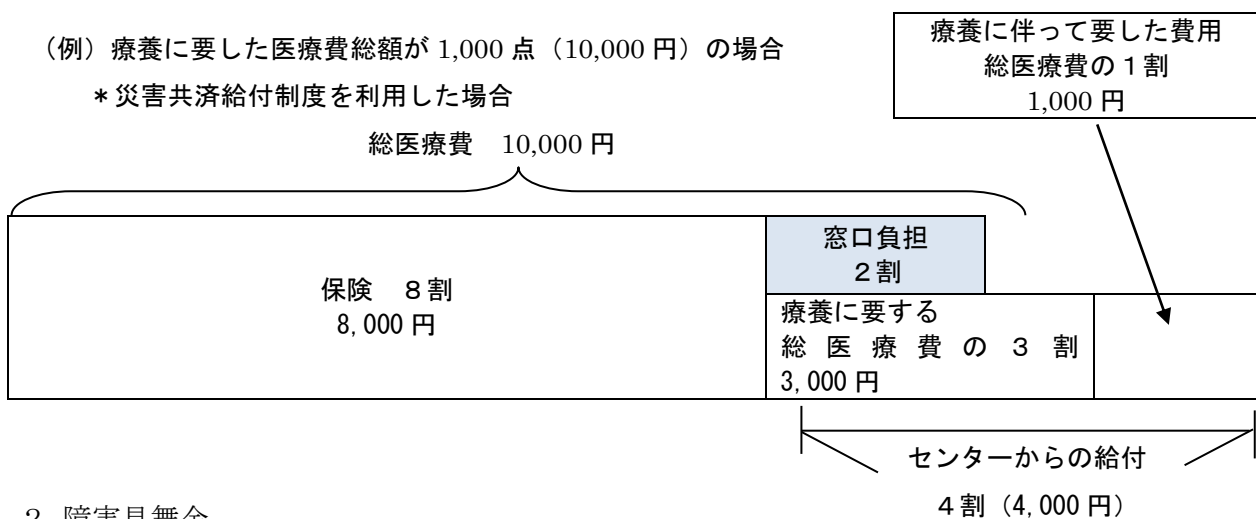 （例）療養に要した医療費総額が 1,000 点（10,000 円）の場合
＊災害共済給付制度を利用した場合
総医療費　10,000 円
療養に伴って要した費用
総医療費の１割
1,000 円
保険　８割
8,000 円
窓口負担
２割
療養に要する
総医療費の３割
3,000 円
センターからの給付
４割（4,000 円）